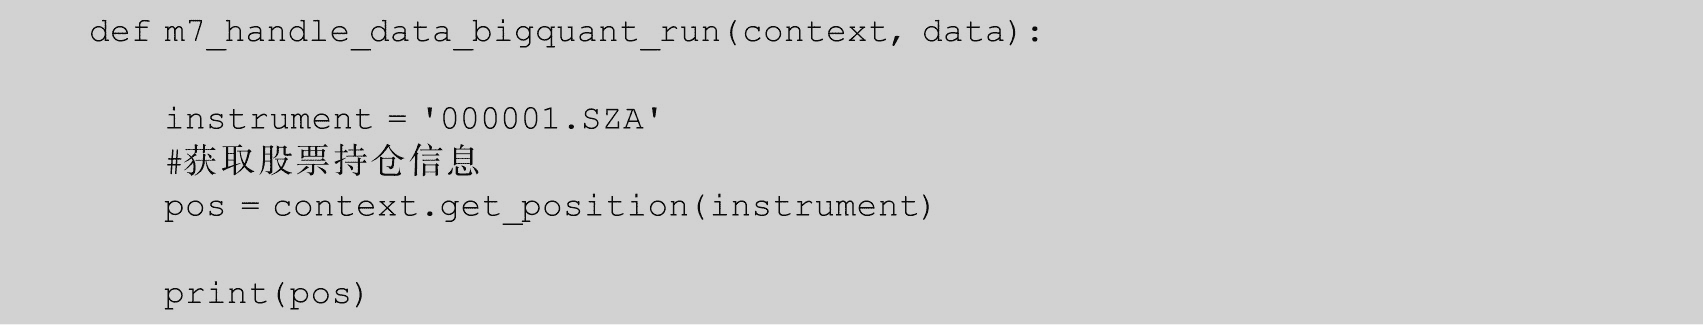 def m7_handle_data_bigquant_run(context, data):
instrument = '000001.SZA'
#获取股票持仓信息
pos = context.get_position(instrument)
print(pos)